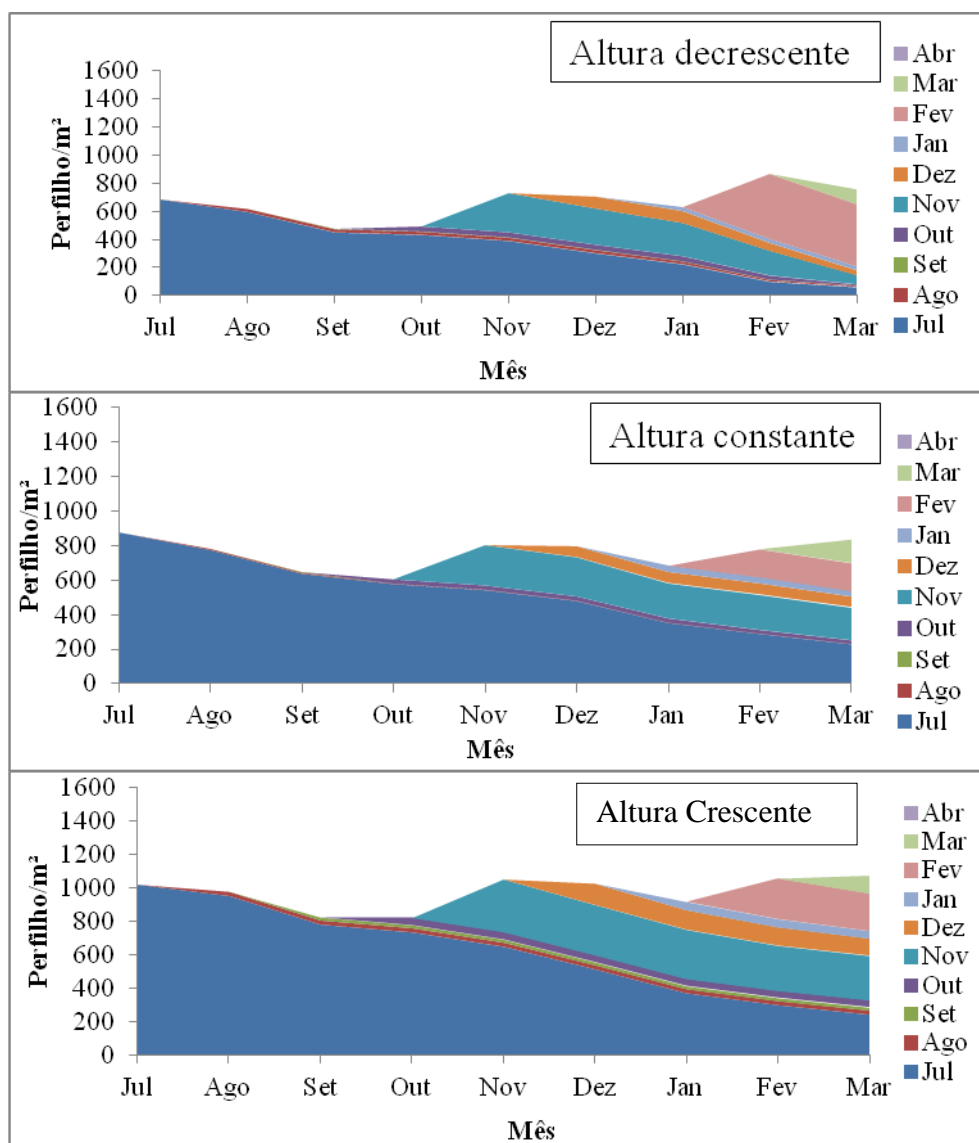 Altura decrescente
Perfilho/m²
1600
1400
1200
1000
800
600
400
200
0
Jul Ago Set Out Nov Dez Jan Fev Mar
Mês
Abr
Mar
Fev
Jan
Dez
Nov
Out
Set
Ago
Jul
Altura constante
Perfilho/m²
1600
1400
1200
1000
800
600
400
200
0
Jul Ago Set Out Nov Dez Jan Fev Mar
Mês
Abr
Mar
Fev
Jan
Dez
Nov
Out
Set
Ago
Jul
Altura Crescente
Perfilho/m²
1600
1400
1200
1000
800
600
400
200
0
Jul Ago Set Out Nov Dez Jan Fev Mar
Mês
Abr
Mar
Fev
Jan
Dez
Nov
Out
Set
Ago
Jul